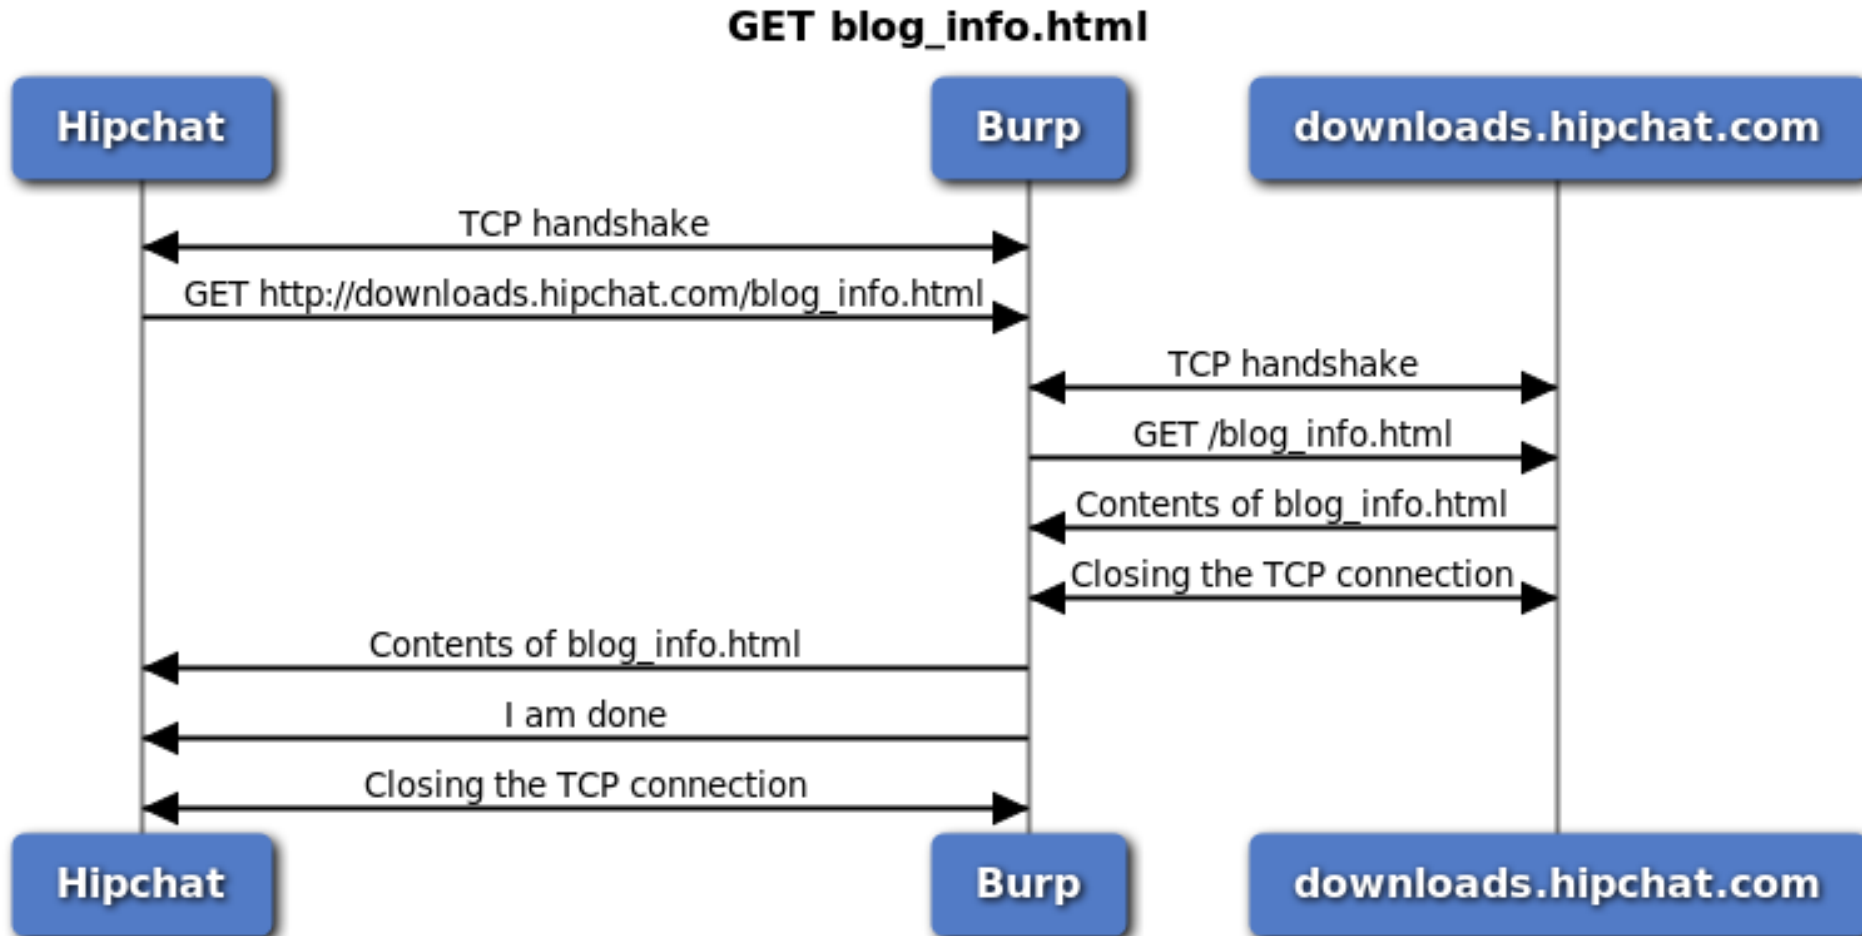 GET blog_info.html
Hipchat
Burp
downloads.hipchat.com
TCP handshake
GET http://downloads.hipchat.com/blog_info.html
TCP handshake
GET /blog_info.html
Contents of blog_info.html
Closing the TCP connection
Contents of blog_info.html
I am done
Closing the TCP connection
Hipchat
Burp
downloads.hipchat.com